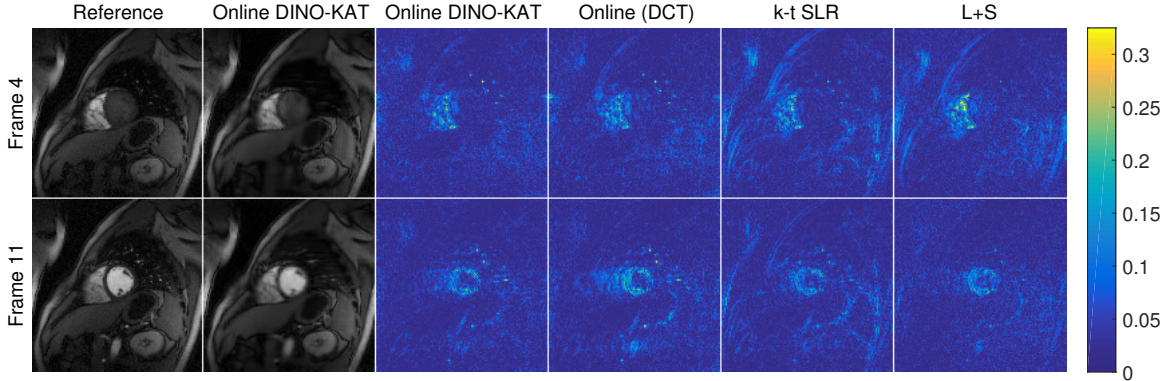 Reference Online DINO-KAT Online DINO-KAT Online (DCT) k-t SLR L+S
Frame 4
Frame 11
0.3
0.25
0.2
0.15
0.1
0.05
0